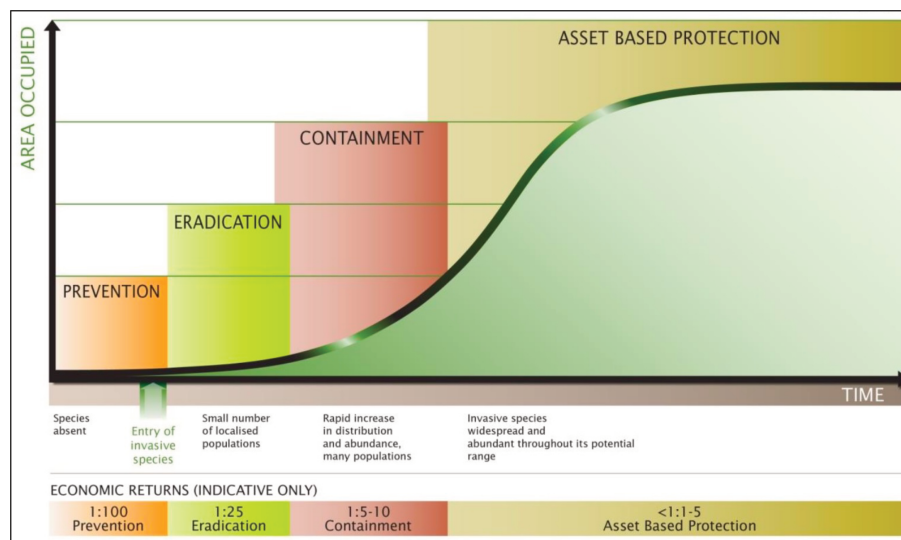 AREA OCCUPIED
ASSET BASED PROTECTION
CONTAINMENT
ERADICATION
PREVENTION
TIME
Species
absent
Entry of
invasive
species
Small number
of localised
populations
Rapid increase
in distribution
and abundance,
many populations
Invasive species
widespread and
abundant throughout its potential
range
ECONOMIC RETURNS (INDICATIVE ONLY)
1:100
Prevention
1:25
Eradication
1:5-10
Containment
<1:1-5
Asset Based Protection